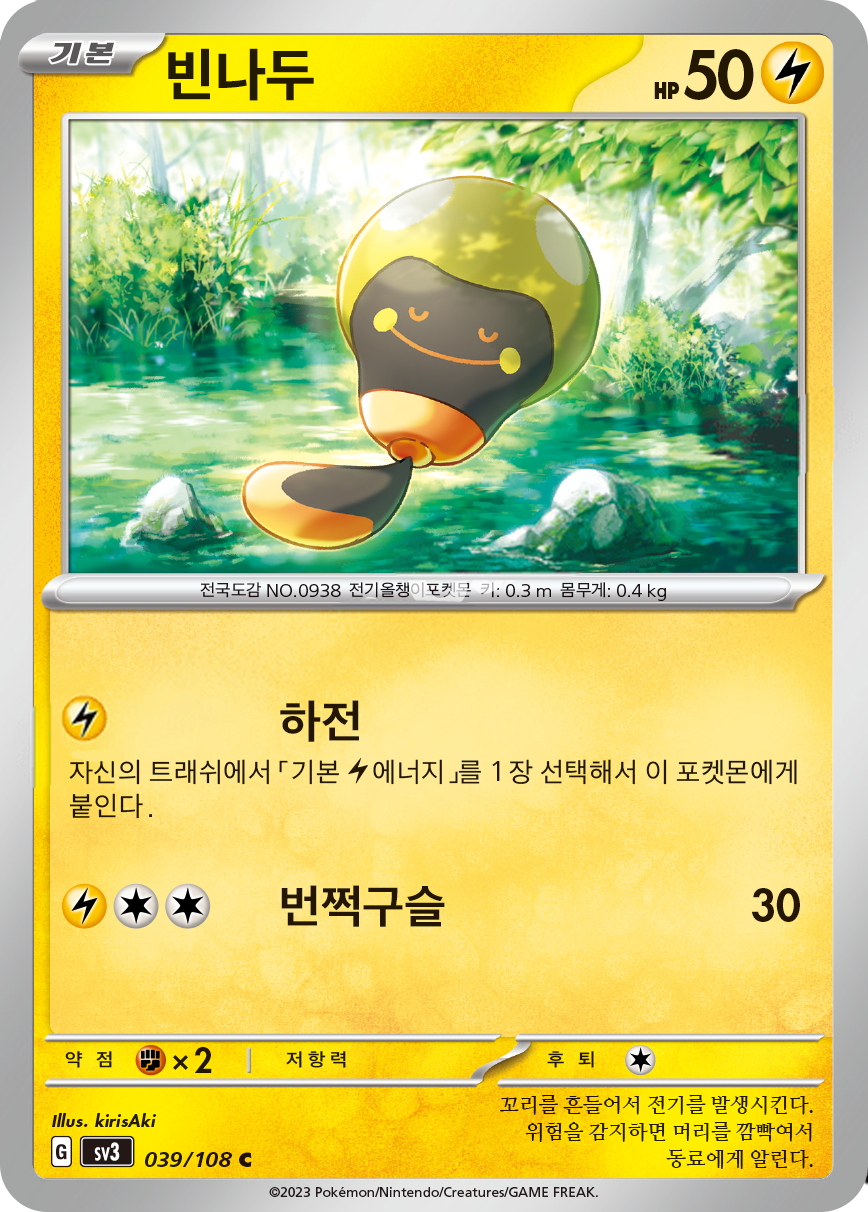 기본
빈나두
HP 50
전국도감 NO.0938 전기올챙이포켓몬 키: 0.3 m 몸무게: 0.4 kg
하전
자신의 트래쉬에서 「기본 에너지」를 1장 선택해서 이 포켓몬에게
붙인다.
번쩍구슬 30
약점 ×2 저항력 후퇴
꼬리를 흔들어서 전기를 발생시킨다.
위험을 감지하면 머리를 깜빡여서
동료에게 알린다.
Illus. kirisAki
G sv3 039/108 C
©2023 Pokémon/Nintendo/Creatures/GAME FREAK.